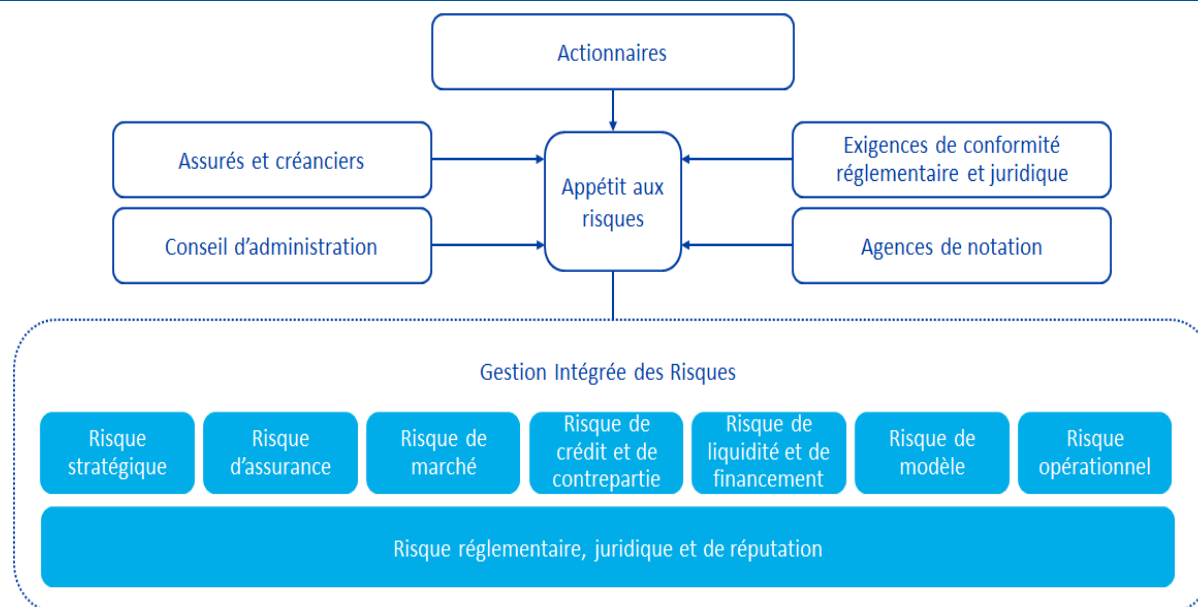 Actionnaires
Assurés et créanciers
Exigences de conformité
réglementaire et juridique
Appétit aux
risques
Conseil d'administration
Agences de notation
Gestion Intégrée des Risques
Risque
stratégique
Risque
d'assurance
Risque de
marché
Risque de
crédit et de
contrepartie
Risque de
liquidité et de
financement
Risque de
modèle
Risque
opérationnel
Risque réglementaire, juridique et de réputation